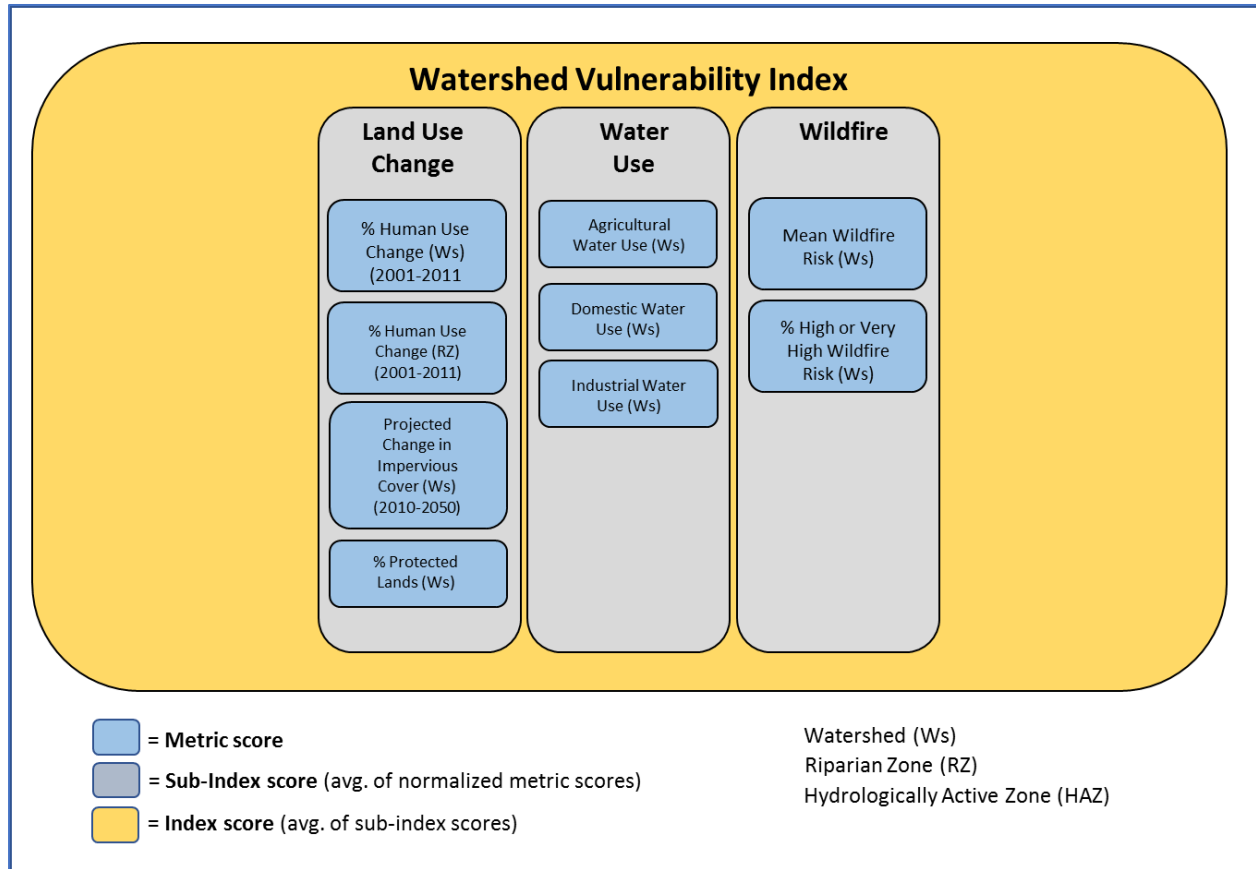 Watershed Vulnerability Index
Land Use
Change
% Human Use
Change (Ws)
(2001-2011
% Human Use
Change (RZ)
(2001-2011)
Projected
Change in
Impervious
Cover (Ws)
(2010-2050)
% Protected
Lands (Ws)
Water
Use
Agricultural
Water Use (Ws)
Domestic Water
Use (Ws)
Industrial Water
Use (Ws)
Wildfire
Mean Wildfire
Risk (Ws)
% High or Very
High Wildfire
Risk (Ws)
= Metric score
= Sub-Index score (avg. of normalized metric scores)
= Index score (avg. of sub-index scores)
Watershed (Ws)
Riparian Zone (RZ)
Hydrologically Active Zone (HAZ)